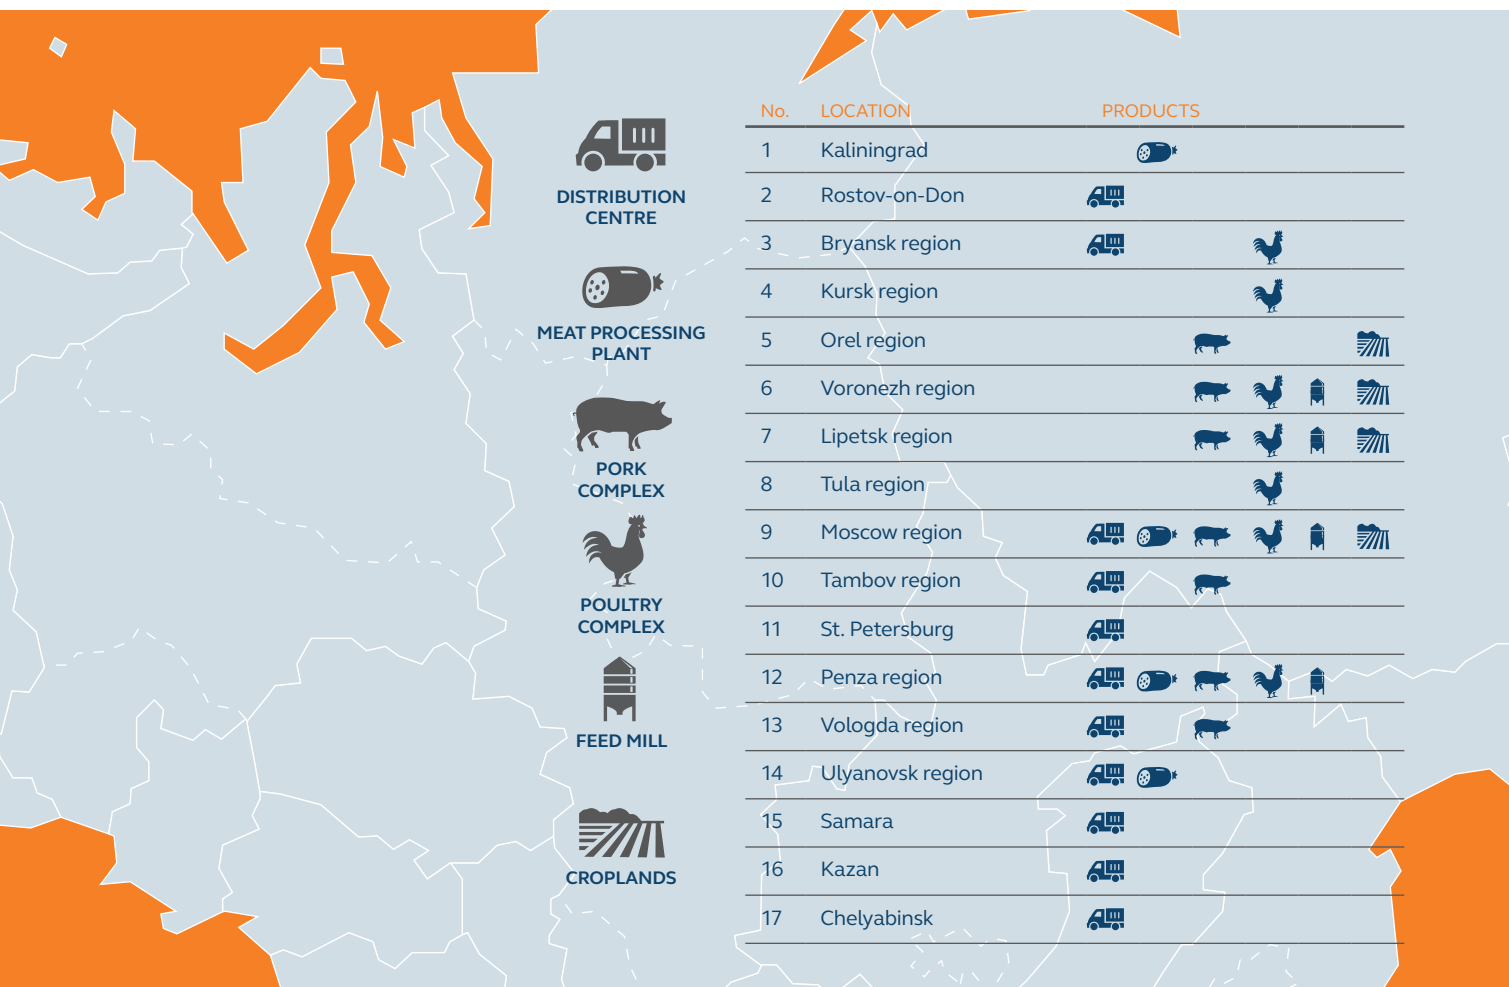 DISTRIBUTION
CENTRE
MEAT PROCESSING
PLANT
PORK
COMPLEX
POULTRY
COMPLEX
FEED MILL
CROPLANDS
No. LOCATION PRODUCTS
1 Kaliningrad
2 Rostov-on-Don
3 Bryansk region
4 Kursk region
5 Orel region
6 Voronezh region
7 Lipetsk region
8 Tula region
9 Moscow region
10 Tambov region
11 St. Petersburg
12 Penza region
13 Vologda region
14 Ulyanovsk region
15 Samara
16 Kazan
17 Chelyabinsk